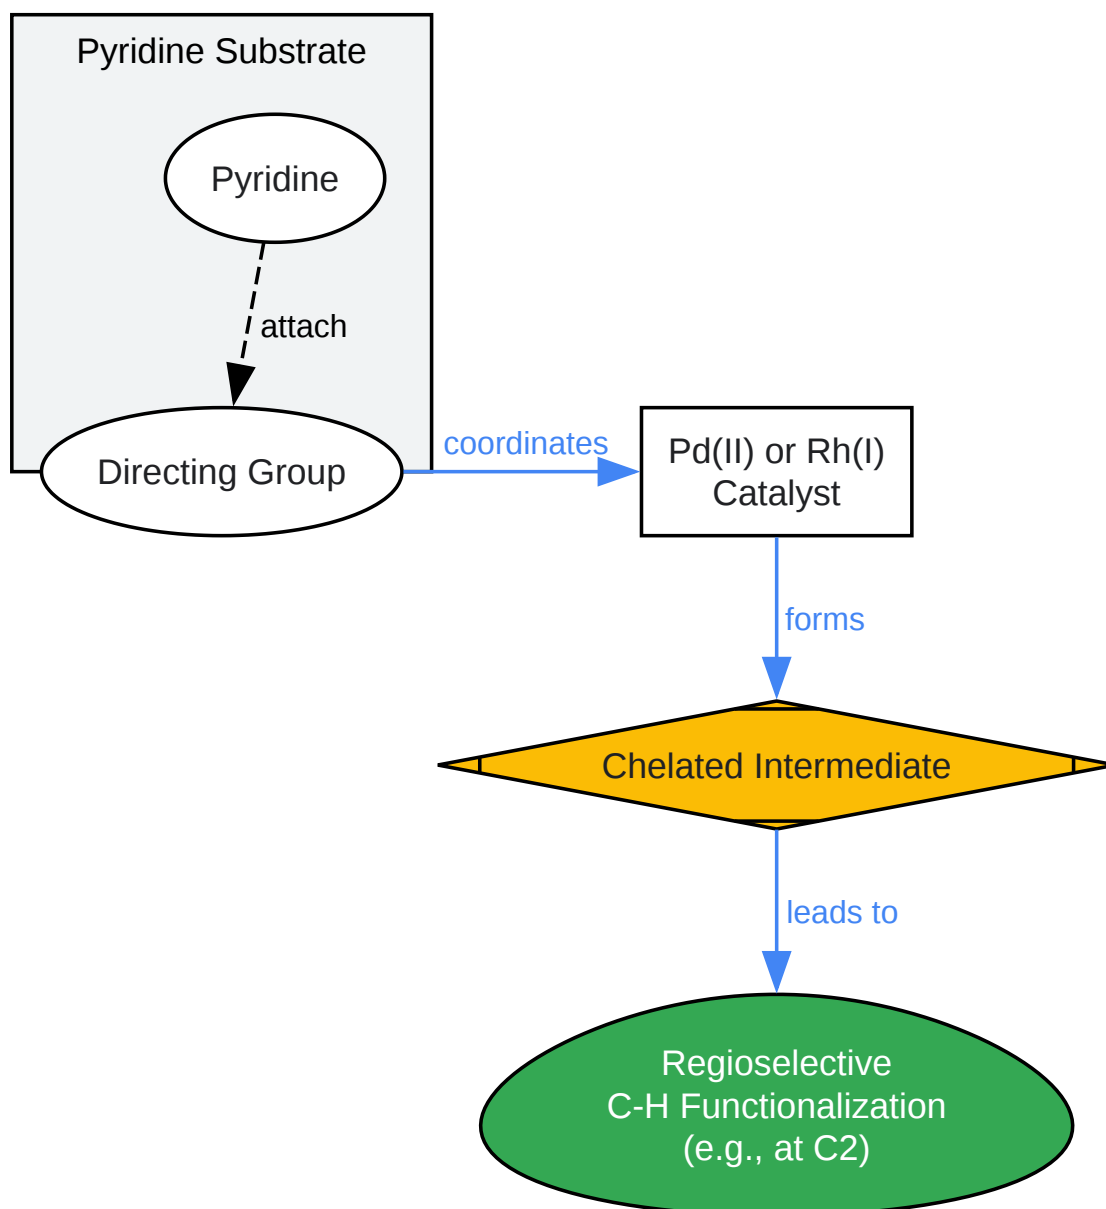 Pyridine Substrate
Pyridine
attach
Directing Group
coordinates
Pd(II) or Rh(I)
Catalyst
forms
Chelated Intermediate
leads to
Regioselective
C-H Functionalization
(e.g., at C2)